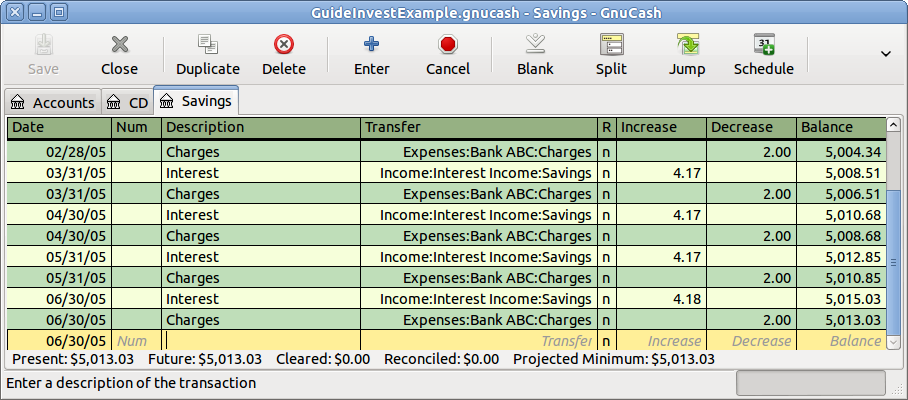 GuideInvestExample.gnucash - Savings - GnuCash
Save Close Duplicate Delete Enter Cancel Blank Split Jump Schedule
Accounts CD Savings
Date Num Description Transfer R Increase Decrease Balance
02/28/05 Charges Expenses:Bank ABC:Charges n 2.00 5,004.34
03/31/05 Interest Income:Interest Income:Savings n 4.17 5,008.51
03/31/05 Charges Expenses:Bank ABC:Charges n 2.00 5,006.51
04/30/05 Interest Income:Interest Income:Savings n 4.17 5,010.68
04/30/05 Charges Expenses:Bank ABC:Charges n 2.00 5,008.68
05/31/05 Interest Income:Interest Income:Savings n 4.17 5,012.85
05/31/05 Charges Expenses:Bank ABC:Charges n 2.00 5,010.85
06/30/05 Interest Income:Interest Income:Savings n 4.18 5,015.03
06/30/05 Charges Expenses:Bank ABC:Charges n 2.00 5,013.03
06/30/05 Num Transfer n Increase Decrease Balance
Present: $5,013.03 Future: $5,013.03 Cleared: $0.00 Reconciled: $0.00 Projected Minimum: $5,013.03
Enter a description of the transaction